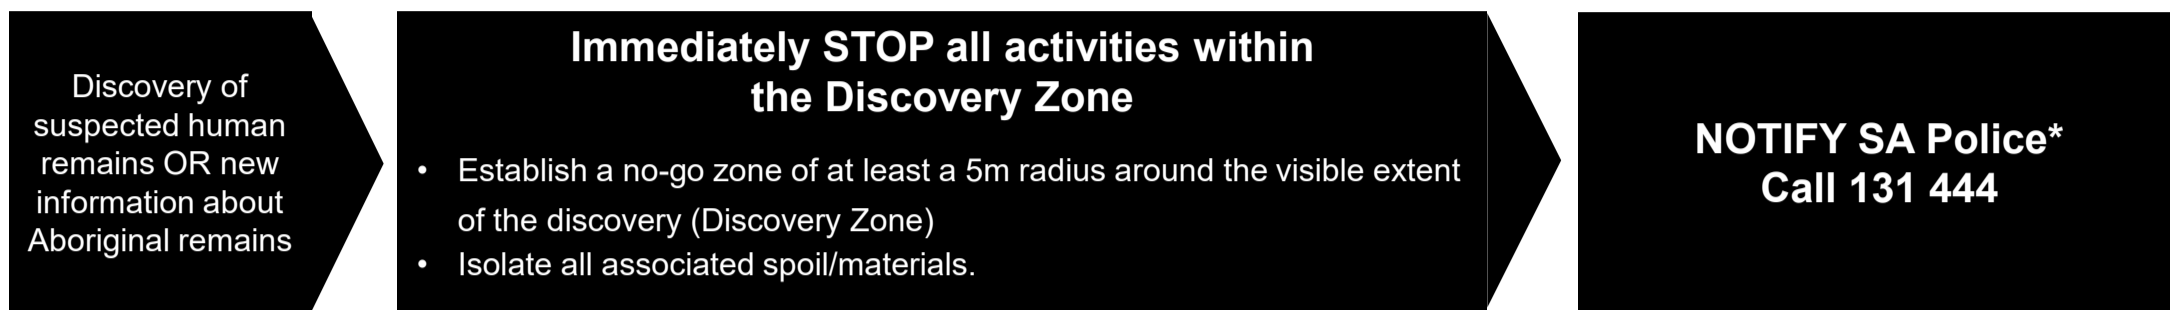 Discovery of
suspected human
remains OR new
information about
Aboriginal remains
Immediately STOP all activities within
the Discovery Zone
• Establish a no-go zone of at least a 5m radius around the visible extent
of the discovery (Discovery Zone)
• Isolate all associated spoil/materials.
NOTIFY SA Police*
Call 131 444